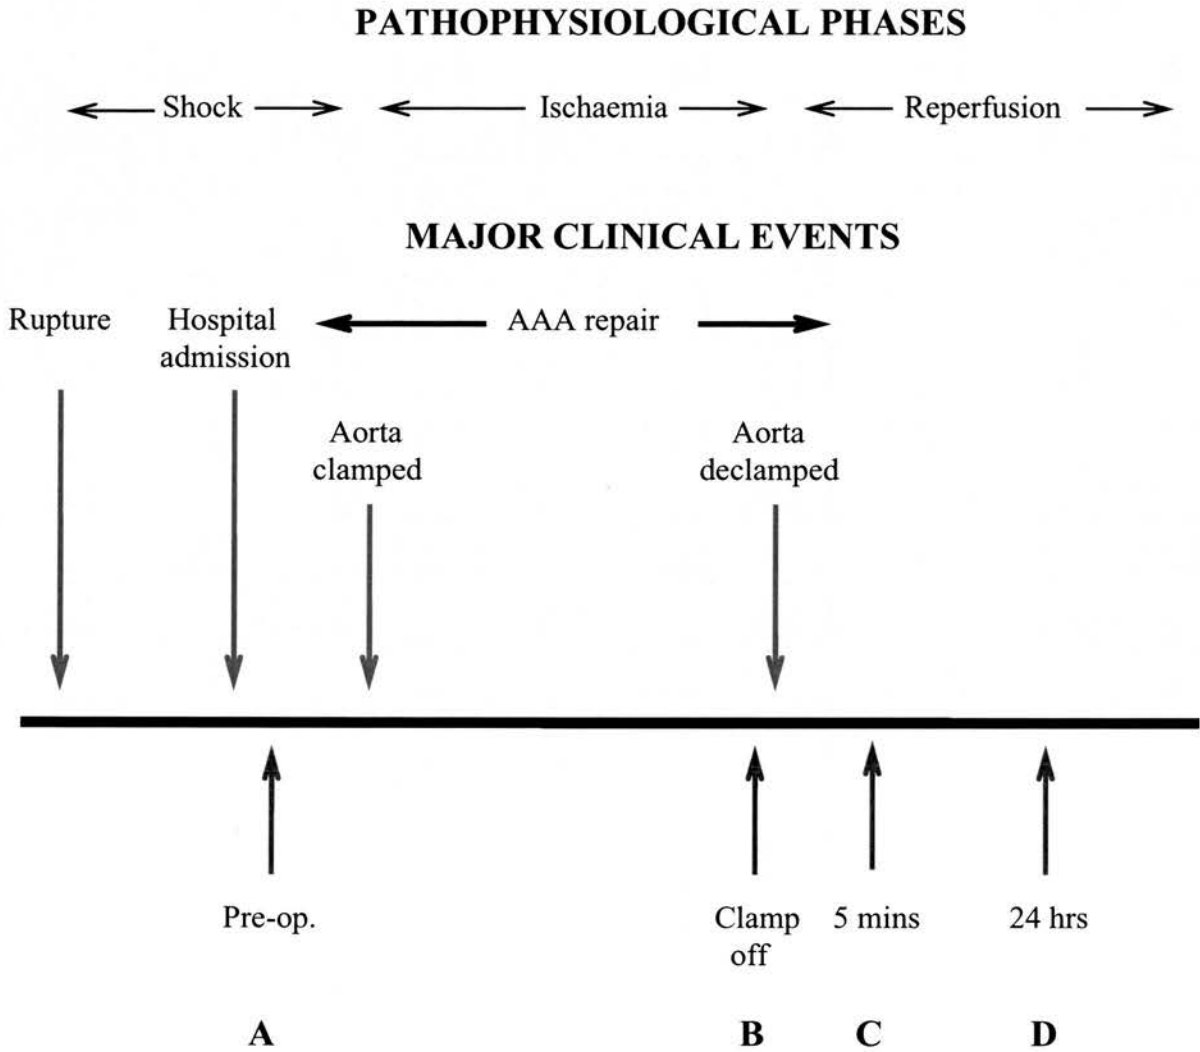 PATHOPHYSIOLOGICAL PHASES
Shock Ischaemia Reperfusion
MAJOR CLINICAL EVENTS
Rupture Hospital AAA repair
admission
Aorta Aorta
clamped declamped
Pre-op. Clamp 5 mins 24 hrs
off
A B C D